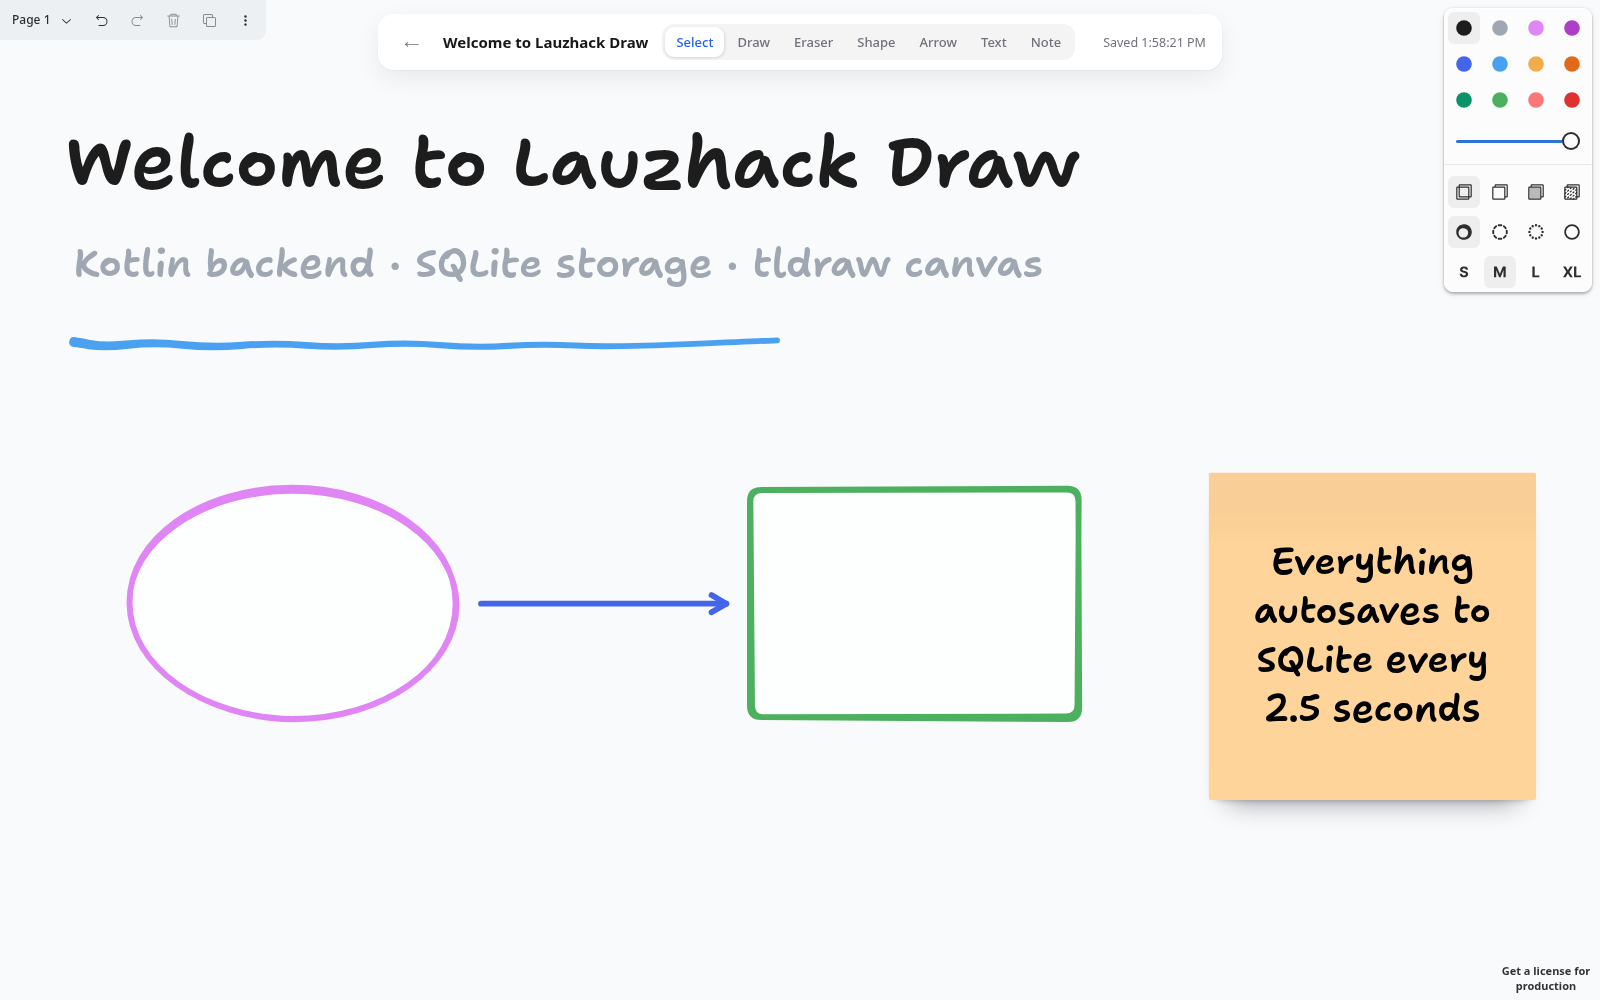 Page 1
← Welcome to Lauzhack Draw Select Draw Eraser Shape Arrow Text Note Saved 1:58:21 PM
Welcome to Lauzhack Draw
Kotlin backend • SQLite storage • tldraw canvas
Everything
autosaves to
SQLite every
2.5 seconds
S M L XL
Get a license for
production